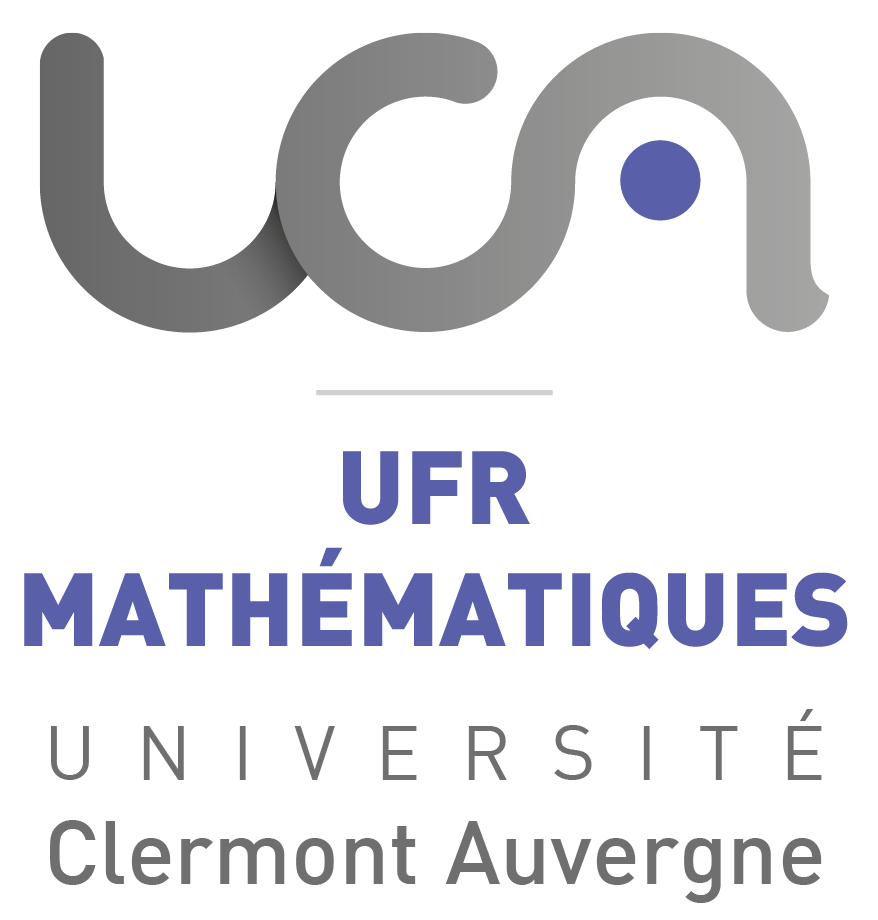 uca
UFR
MATHÉMATIQUES
UNIVERSITÉ
Clermont Auvergne